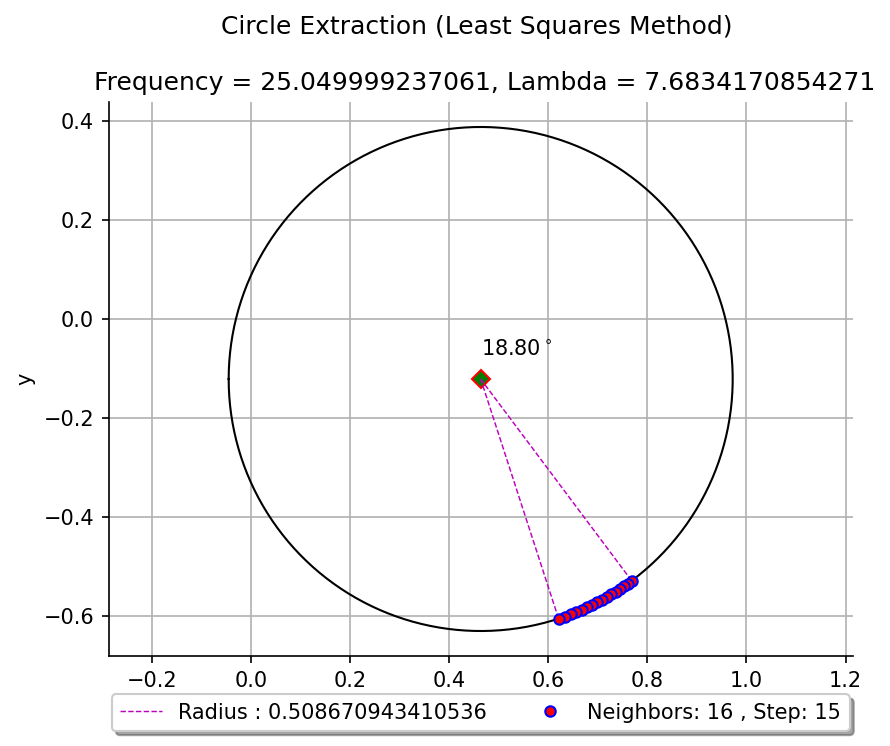 Circle Extraction (Least Squares Method)
Frequency = 25.049999237061, Lambda = 7.6834170854271
0.4
0.2
0.0
−0.2
−0.4
−0.6
y
18.80°
−0.2 0.0 0.2 0.4 0.6 0.8 1.0 1.2
Radius : 0.508670943410536 Neighbors: 16 , Step: 15